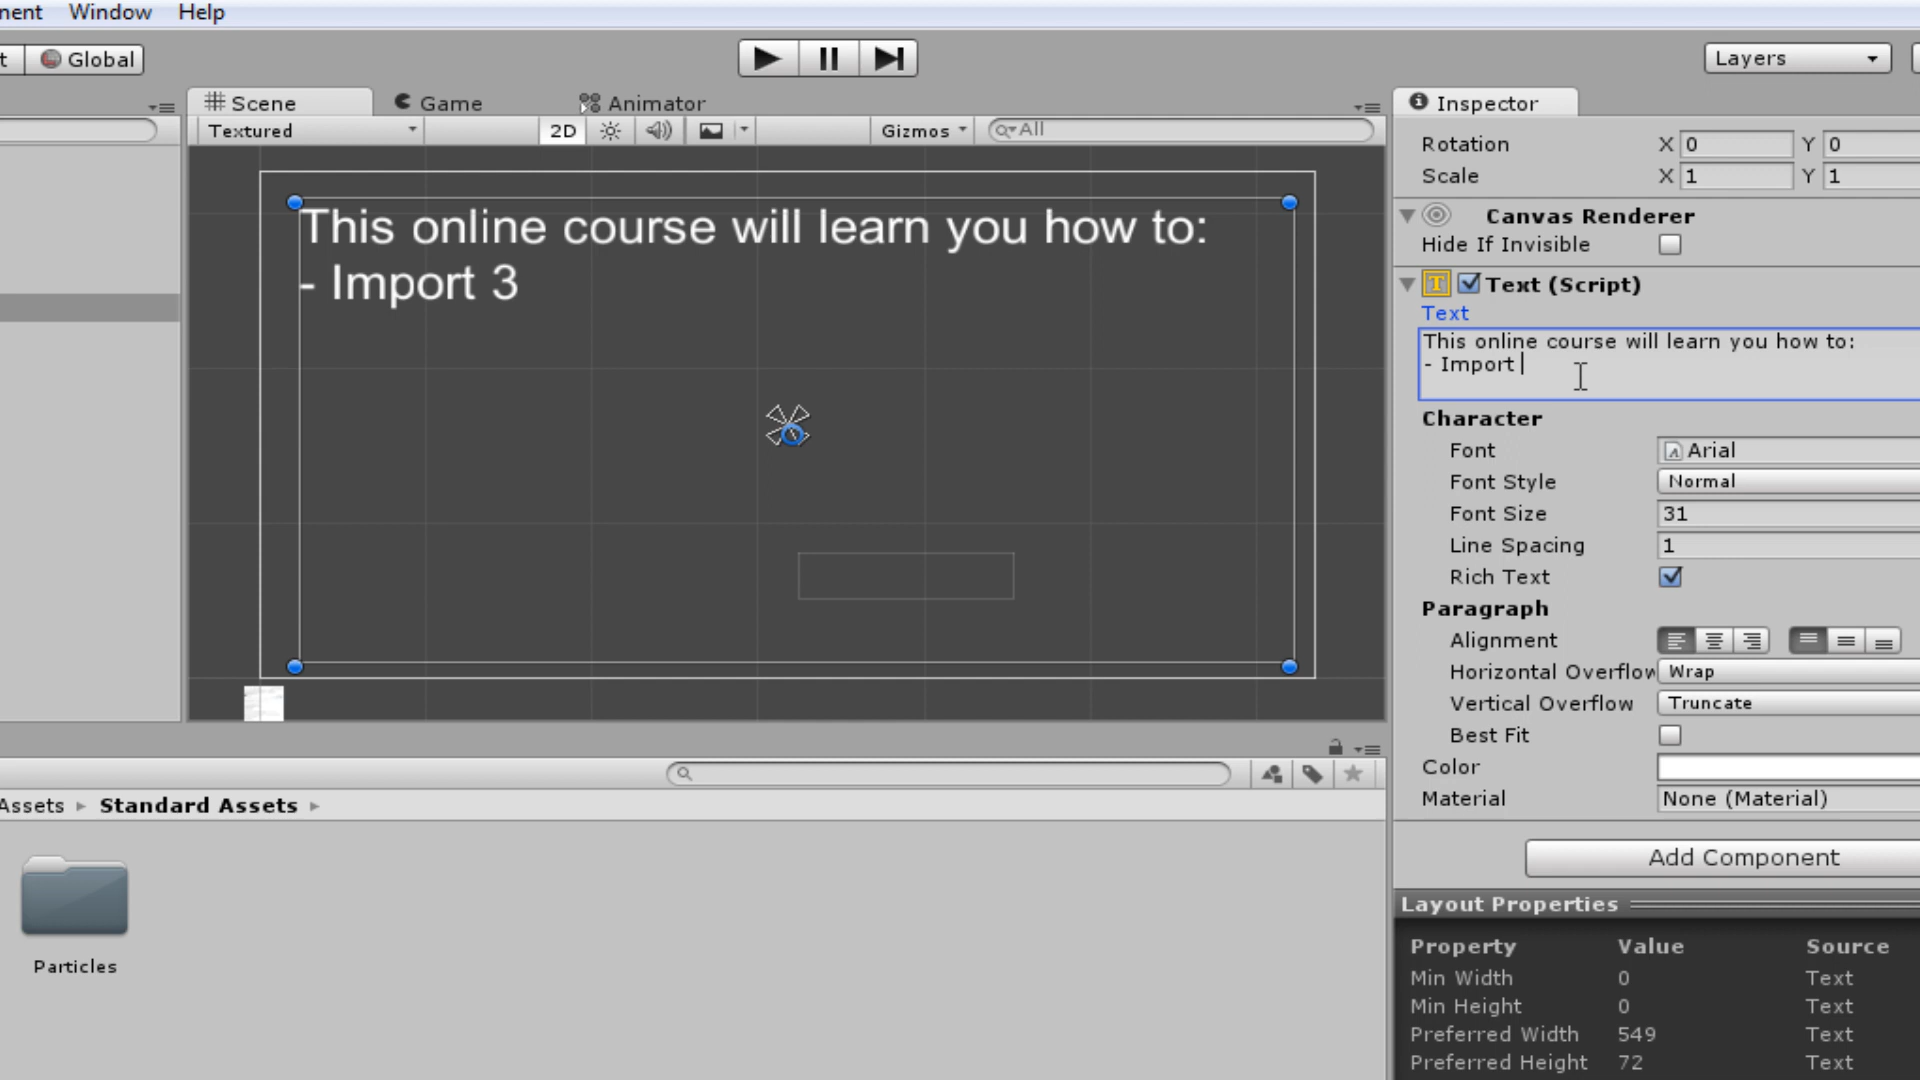 nent Window Help
t Global
Layers
Scene Game Animator
Inspector
Textured 2D Gizmos All
Rotation X 0 Y 0
Scale X 1 Y 1
Canvas Renderer
Hide If Invisible
Text (Script)
Text
This online course will learn you how to:
- Import
This online course will learn you how to:
- Import 3
Character
Font Arial
Font Style Normal
Font Size 31
Line Spacing 1
Rich Text
Paragraph
Alignment
Horizontal Overflow Wrap
Vertical Overflow Truncate
Best Fit
Color
Material None (Material)
Add Component
Assets Standard Assets
Particles
Layout Properties
Property Value Source
Min Width 0 Text
Min Height 0 Text
Preferred Width 549 Text
Preferred Height 72 Text